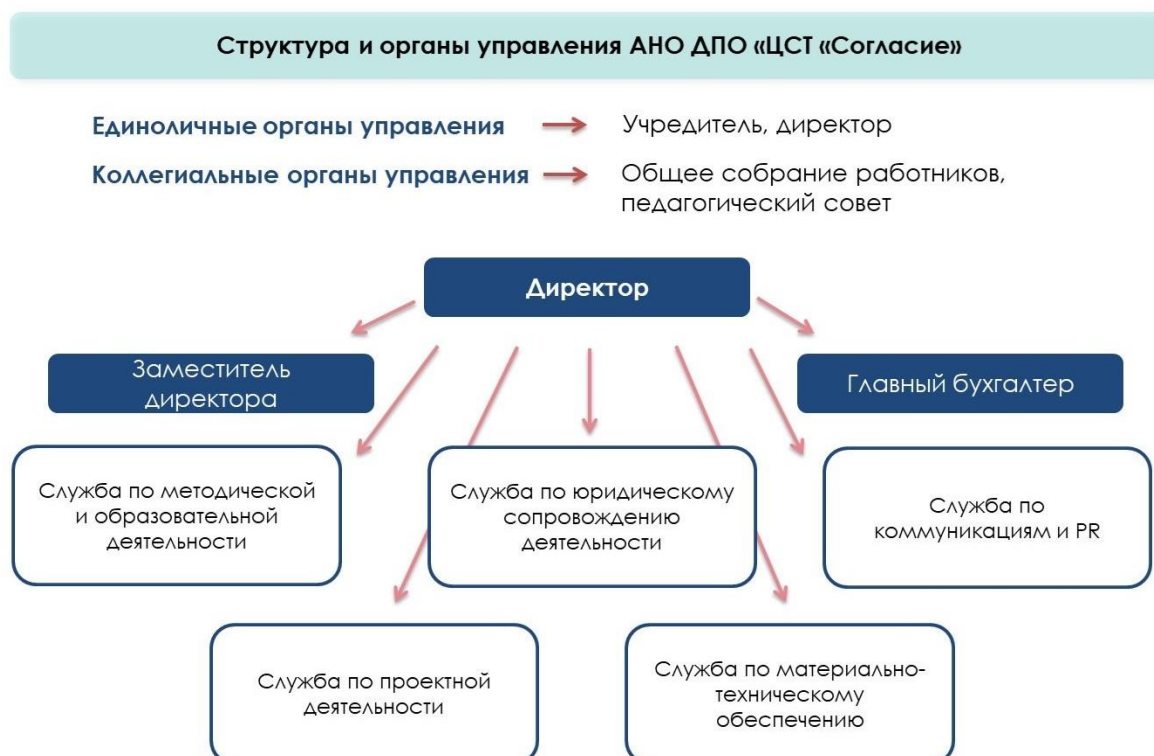 Структура и органы управления АНО ДПО «ЦСТ «Согласие»
Единоличные органы управления
Учредитель, директор
Коллегиальные органы управления
Общее собрание работников,
педагогический совет
Директор
Заместитель
директора
Главный бухгалтер
Служба по методической
и образовательной
деятельности
Служба по юридическому
сопровождению
деятельности
Служба по
коммуникациям и PR
Служба по проектной
деятельности
Служба по материально-
техническому
обеспечению